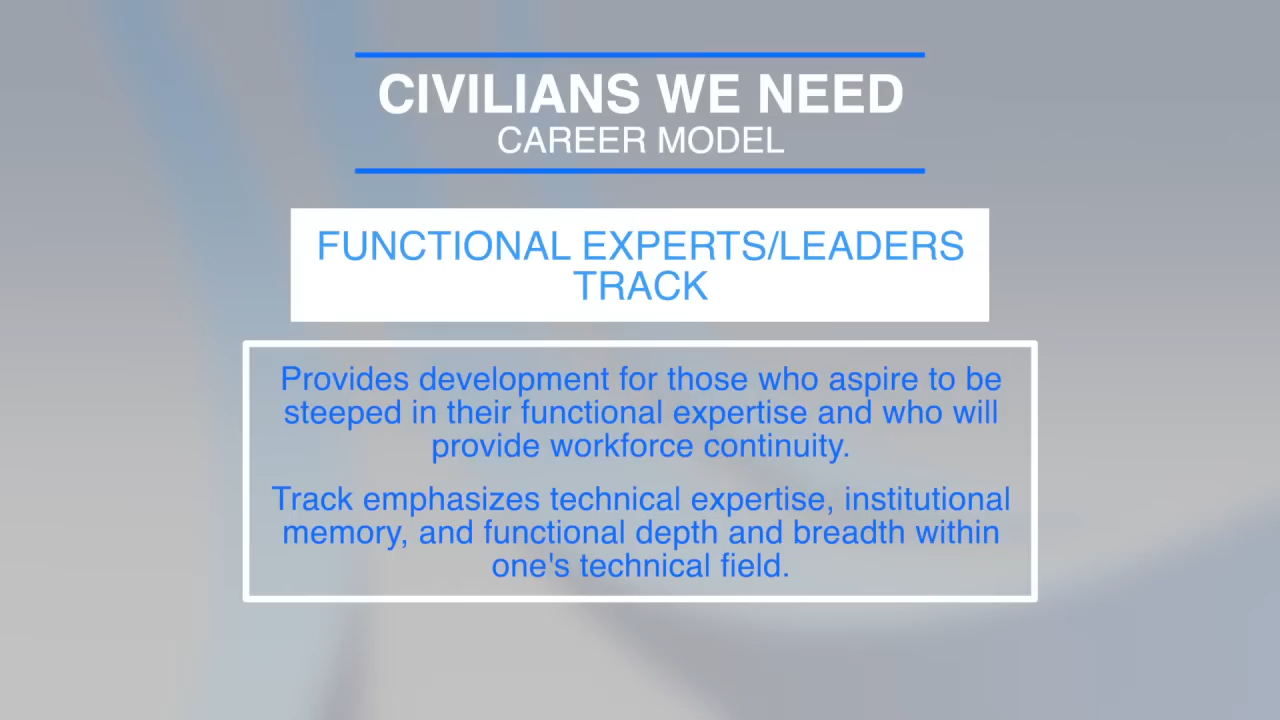 CIVILIANS WE NEED
CAREER MODEL
FUNCTIONAL EXPERTS/LEADERS
TRACK
Provides development for those who aspire to be
steeped in their functional expertise and who will
provide workforce continuity.
Track emphasizes technical expertise, institutional
memory, and functional depth and breadth within
one's technical field.